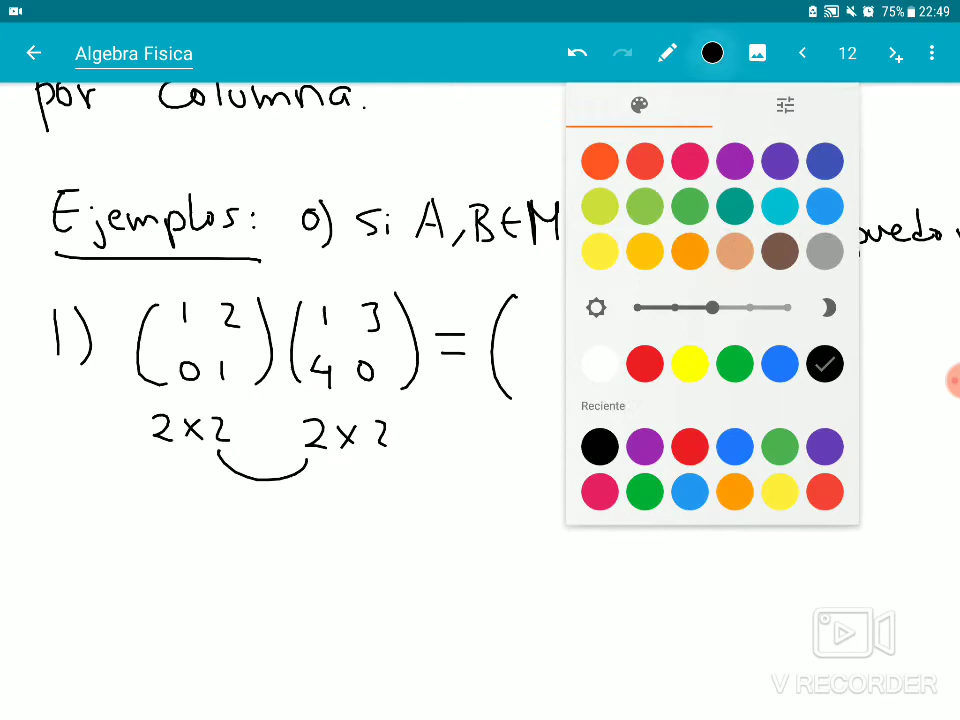 75% 22:49
Algebra Fisica 12
por columna.
Ejemplos: 0) si A, B ∈ M
1) (1 2 (1 3 = (
0 1) 4 0)
2x2 2x2
Reciente
V RECORDER